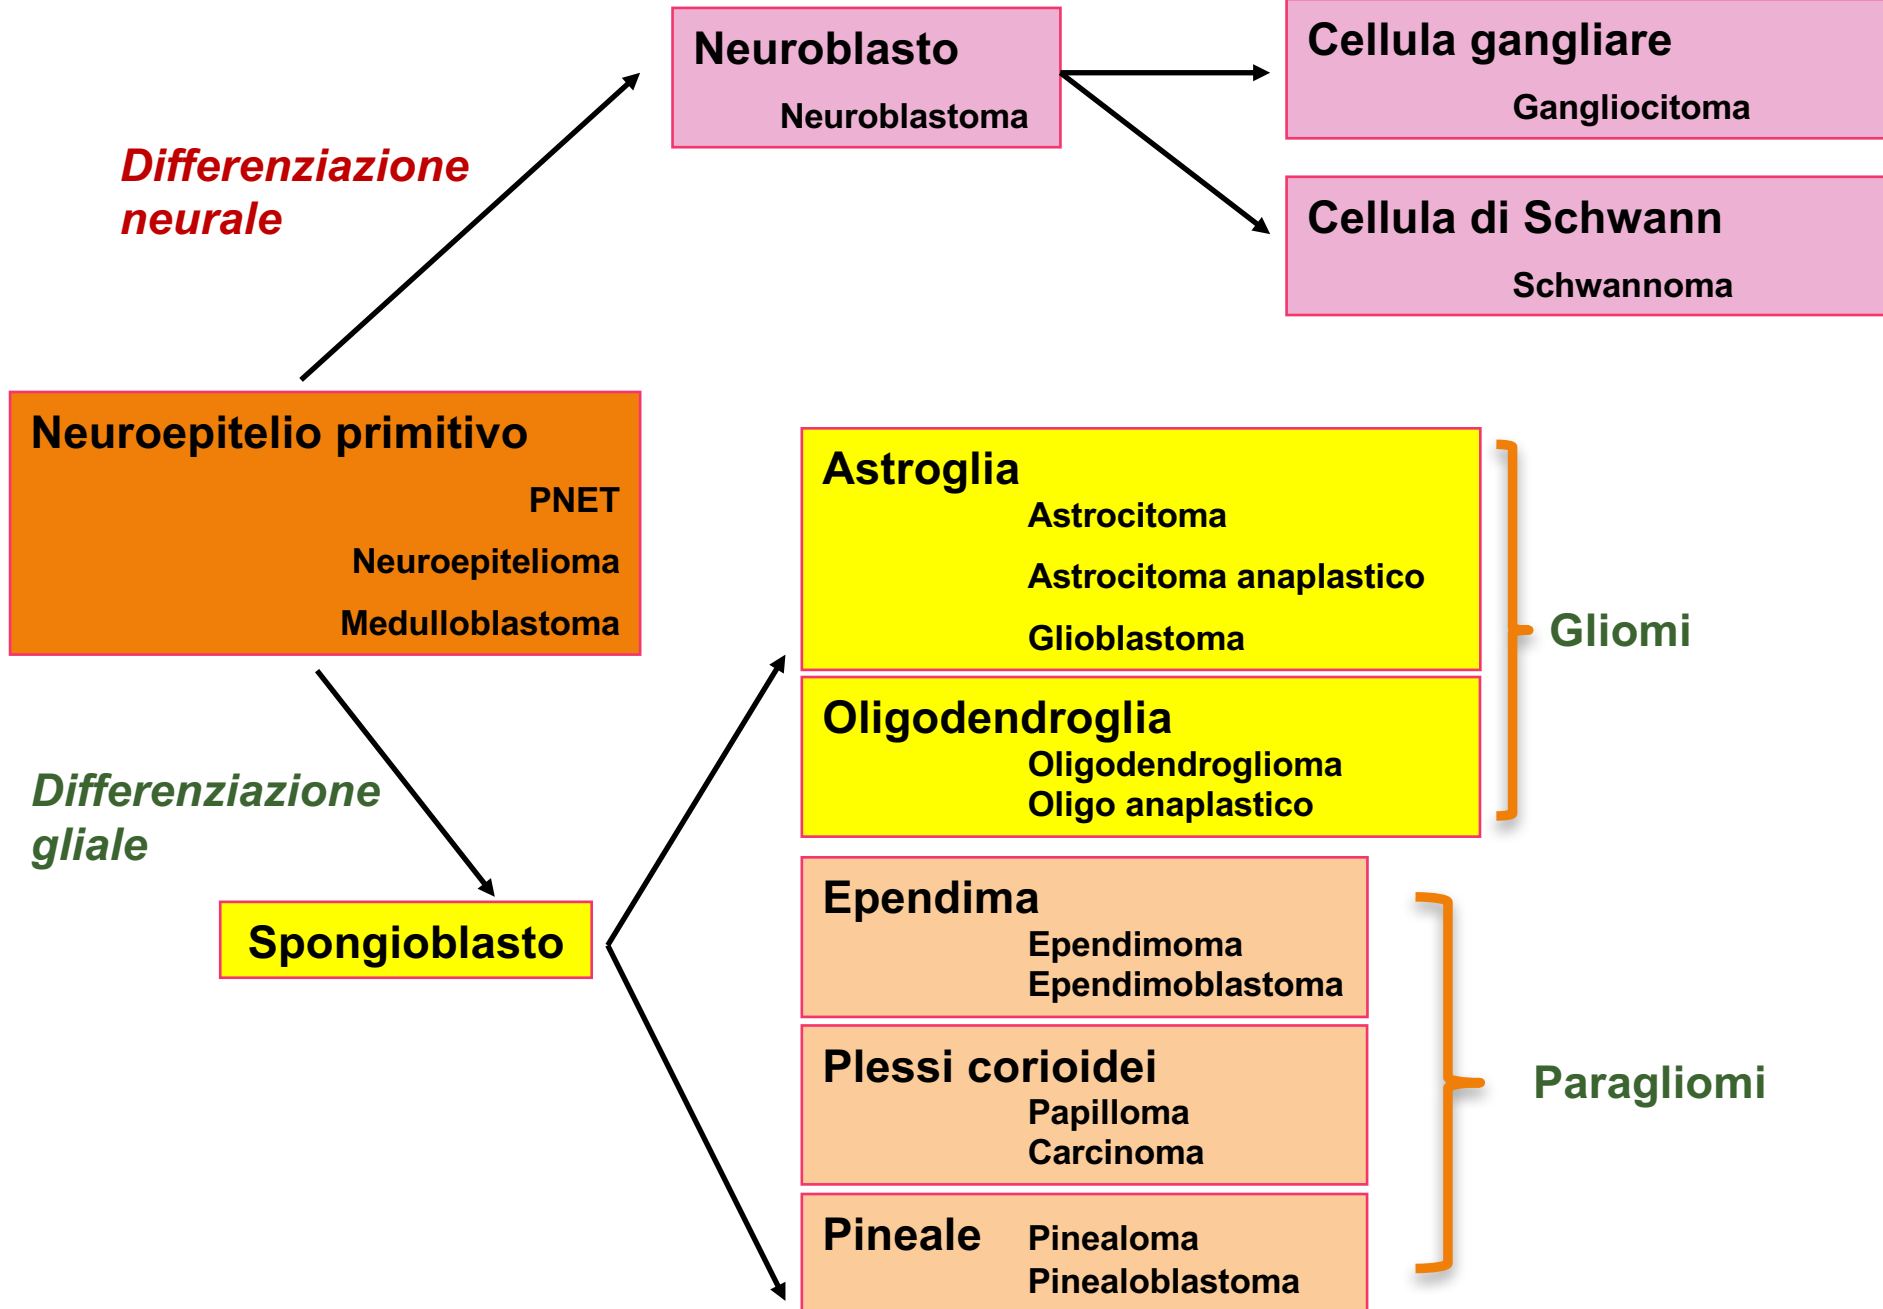 Neuroblasto
Neuroblastoma
Cellula gangliare
Gangliocitoma
Cellula di Schwann
Schwannoma
Differenziazione
neurale
Neuroepitelio primitivo
PNET
Neuroepitelioma
Medulloblastoma
Differenziazione
gliale
Spongioblasto
Astroglia
Astrocitoma
Astrocitoma anaplastico
Glioblastoma
Oligodendroglia
Oligodendroglioma
Oligo anaplastico
Gliomi
Ependima
Ependimoma
Ependimoblastoma
Plessi corioidei
Papilloma
Carcinoma
Pineale Pinealoma
Pinealoblastoma
Paragliomi